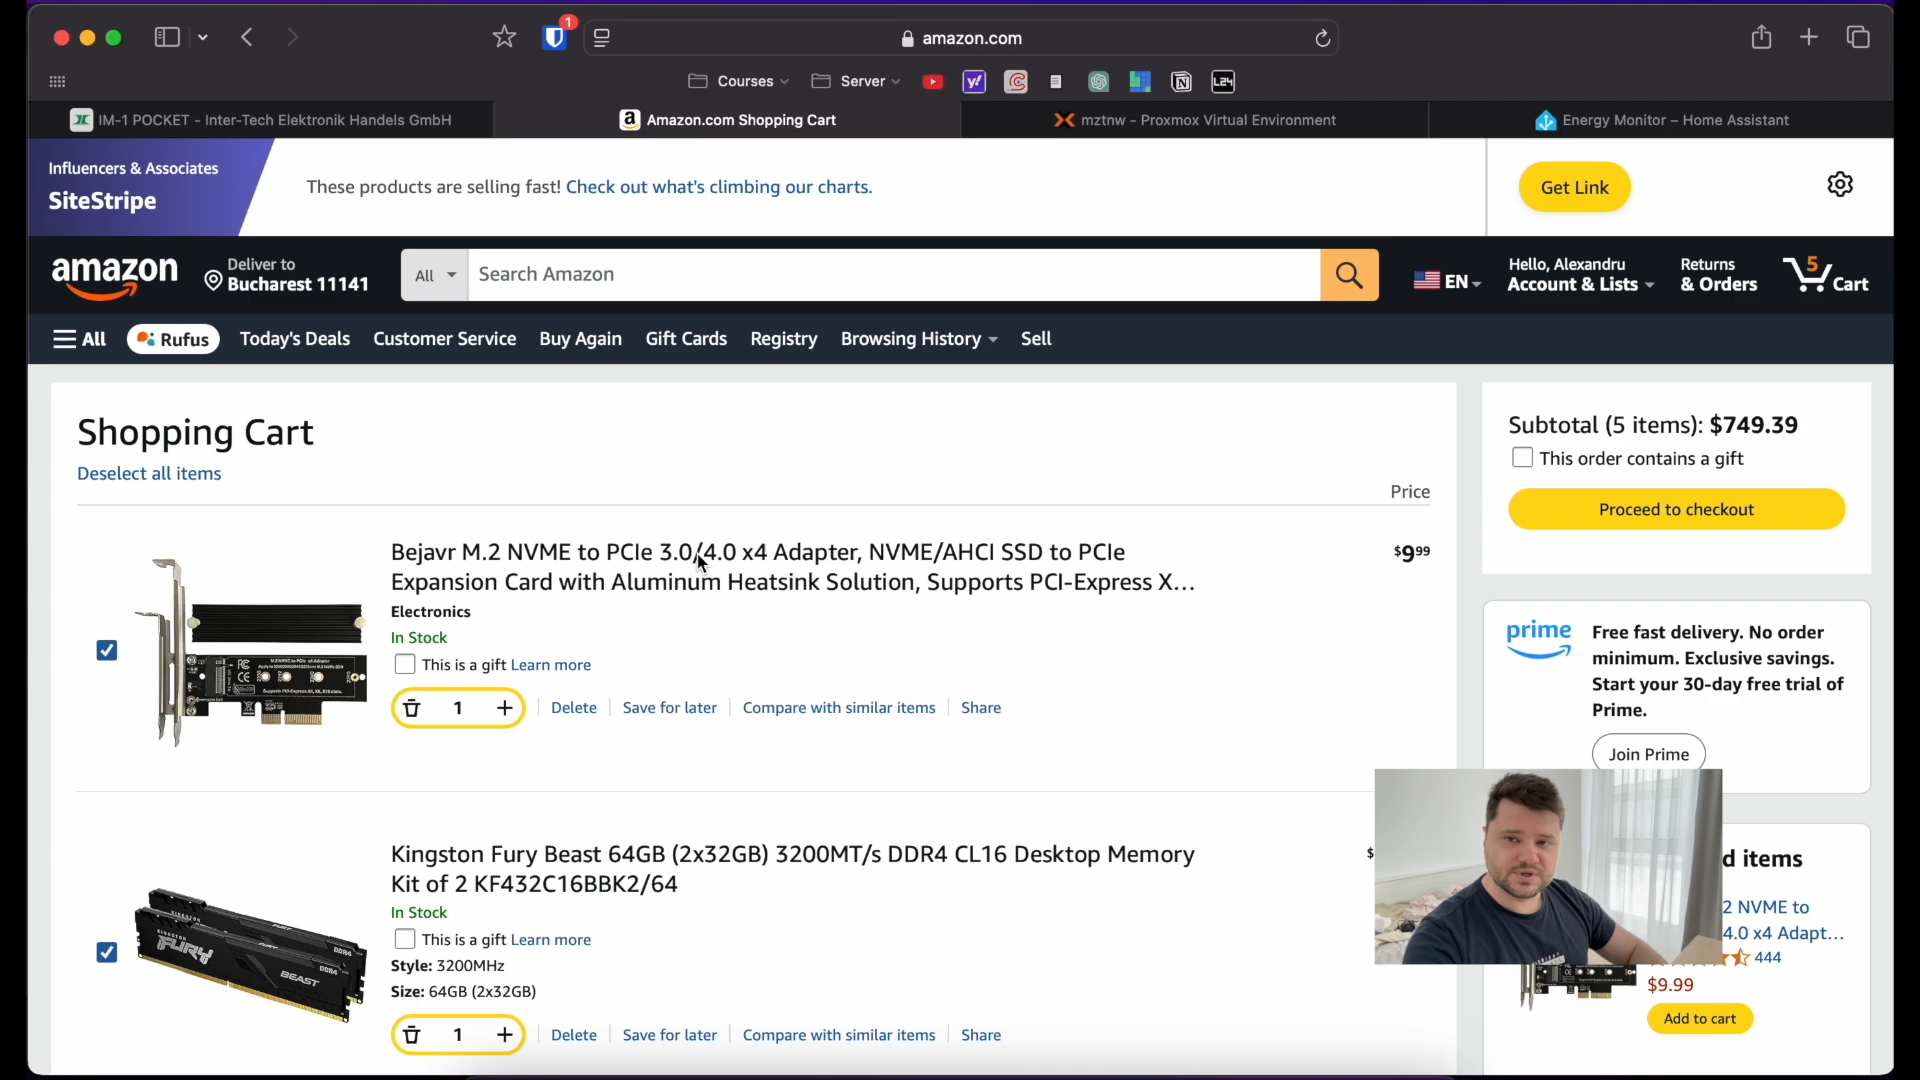 1
amazon.com
Courses
Server
y!
L24
IM-1 POCKET - Inter-Tech Elektronik Handels GmbH
Amazon.com Shopping Cart
mztnw - Proxmox Virtual Environment
Energy Monitor – Home Assistant
Influencers & Associates
SiteStripe
These products are selling fast! Check out what's climbing our charts.
Get Link
amazon
Deliver to
Bucharest 11141
All
Search Amazon
EN
Hello, Alexandru
Account & Lists
Returns
& Orders
5
Cart
All
Rufus
Today's Deals
Customer Service
Buy Again
Gift Cards
Registry
Browsing History
Sell
Shopping Cart
Deselect all items
Price
Bejavr M.2 NVME to PCIe 3.0/4.0 x4 Adapter, NVME/AHCI SSD to PCIe
Expansion Card with Aluminum Heatsink Solution, Supports PCI-Express X...
$9.99
Electronics
In Stock
This is a gift Learn more
1
Delete
Save for later
Compare with similar items
Share
Kingston Fury Beast 64GB (2x32GB) 3200MT/s DDR4 CL16 Desktop Memory
Kit of 2 KF432C16BBK2/64
$
In Stock
This is a gift Learn more
Style: 3200MHz
Size: 64GB (2x32GB)
KINGSTON
FURY
BEAST
DDR4
DDR4
1
Delete
Save for later
Compare with similar items
Share
Subtotal (5 items): $749.39
This order contains a gift
Proceed to checkout
prime
Free fast delivery. No order
minimum. Exclusive savings.
Start your 30-day free trial of
Prime.
Join Prime
d items
2 NVME to
4.0 x4 Adapt...
444
$9.99
Add to cart